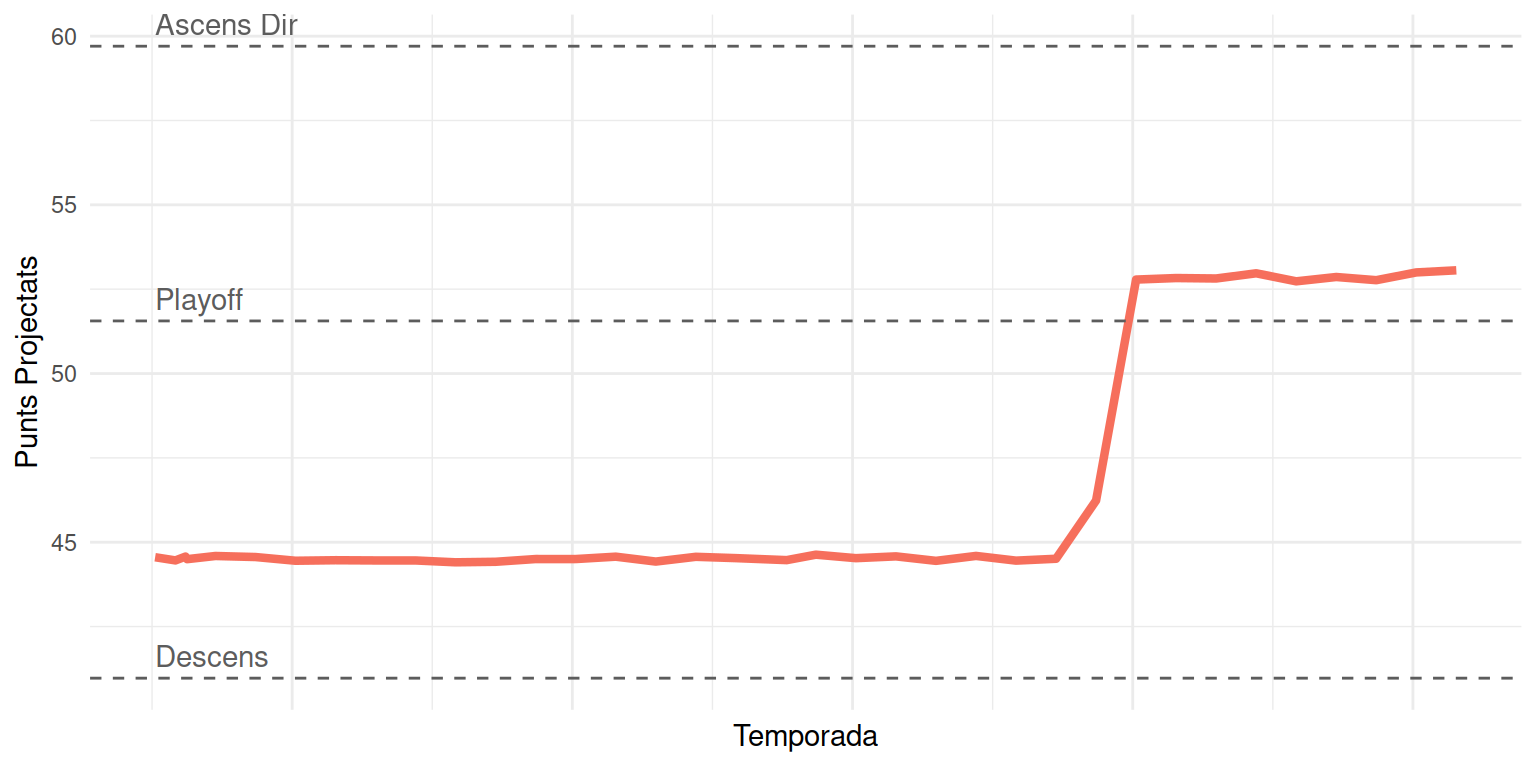 Ascens Dir
60
55
Playoff
50
45
Descens
Punts Projectats
Temporada